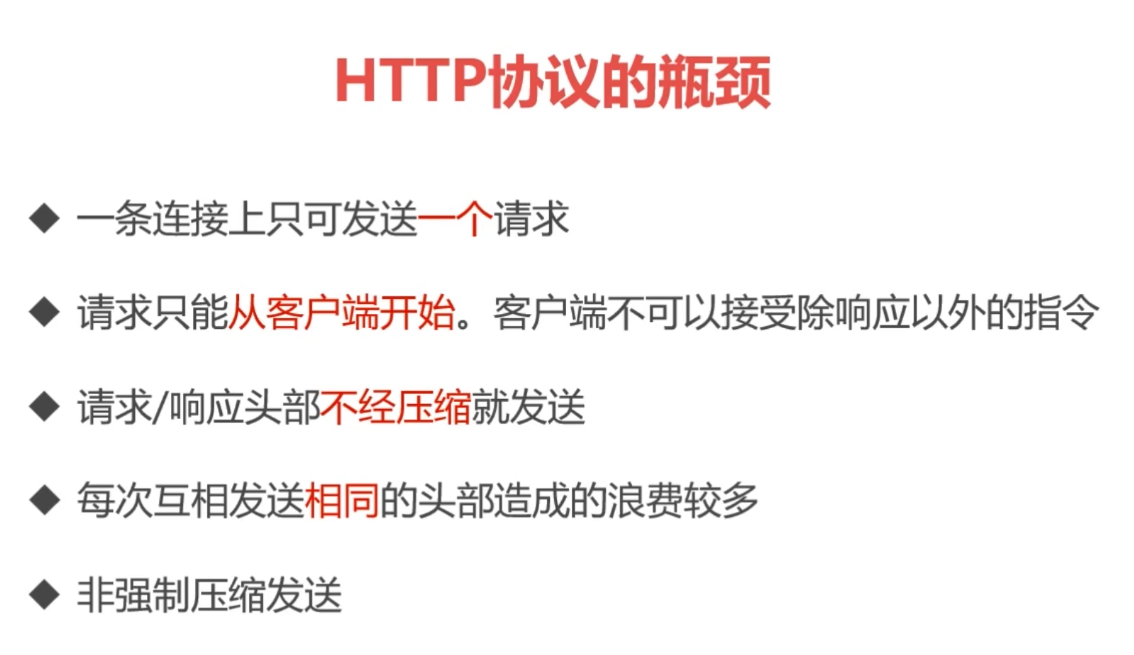 HTTP协议的瓶颈
◆ 一条连接上只可发送一个请求
◆ 请求只能从客户端开始。客户端不可以接受除响应以外的指令
◆ 请求/响应头部不经压缩就发送
◆ 每次互相发送相同的头部造成的浪费较多
◆ 非强制压缩发送